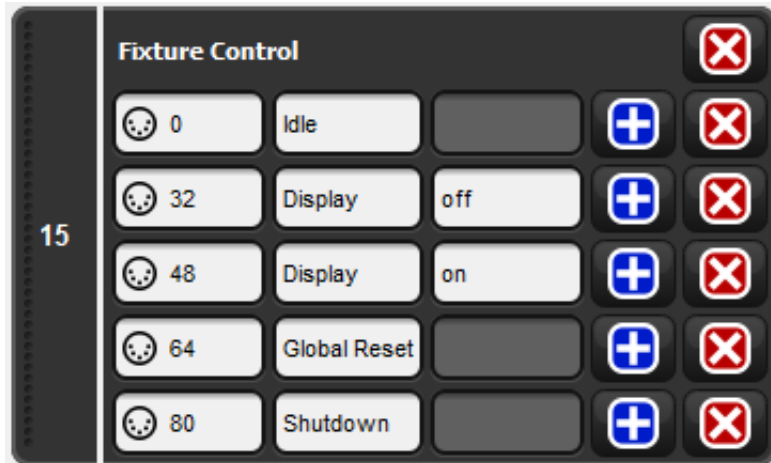 Fixture Control
0 Idle
32 Display off
15
48 Display on
64 Global Reset
80 Shutdown